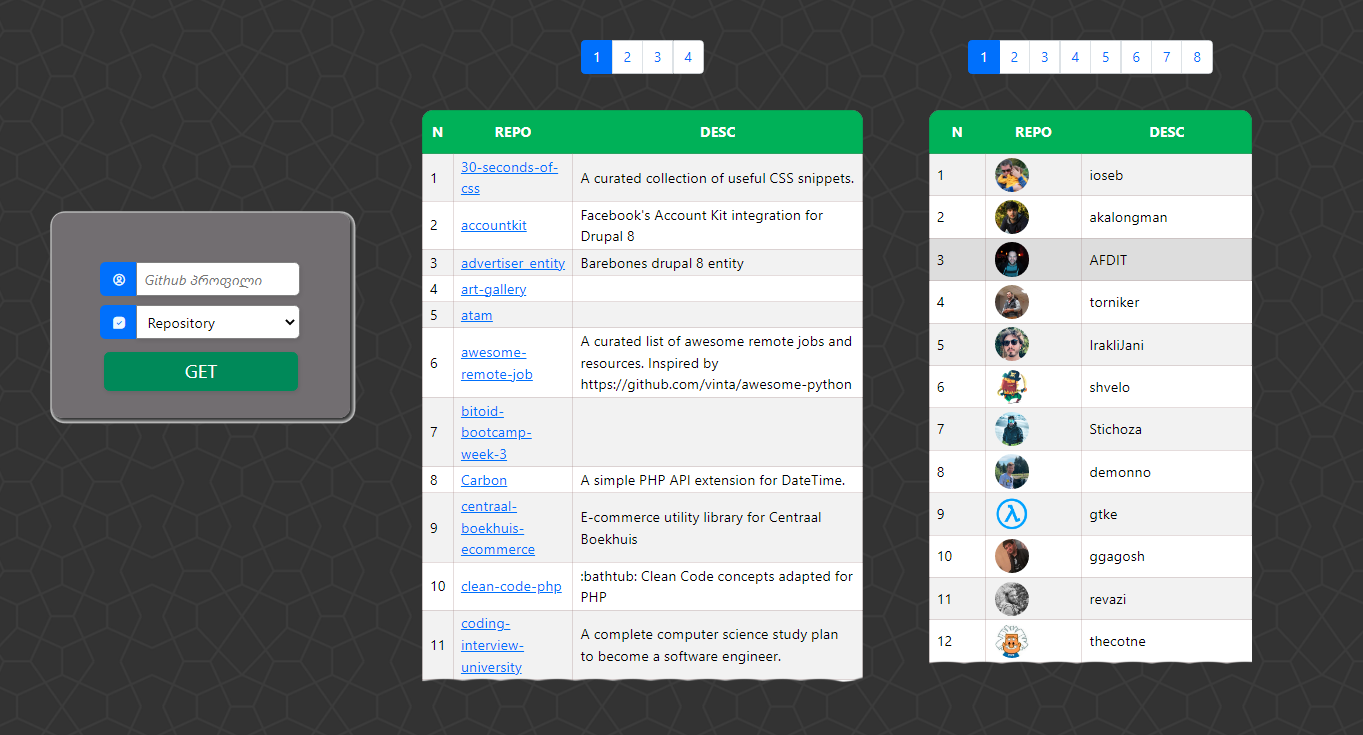 Github პროფილი
Repository
GET
1 2 3 4
N REPO DESC
1 30-seconds-of-
css A curated collection of useful CSS snippets.
2 accountkit Facebook's Account Kit integration for
Drupal 8
3 advertiser_entity Barebones drupal 8 entity
4 art-gallery
5 atam
6 awesome-
remote-job A curated list of awesome remote jobs and
resources. Inspired by
https://github.com/vinta/awesome-python
7 bitoid-
bootcamp-
week-3
8 Carbon A simple PHP API extension for DateTime.
9 centraal-
boekhuis-
ecommerce E-commerce utility library for Centraal
Boekhuis
10 clean-code-php :bathtub: Clean Code concepts adapted for
PHP
11 coding-
interview-
university A complete computer science study plan
to become a software engineer.
1 2 3 4 5 6 7 8
N REPO DESC
1 ioseb
2 akalongman
3 AFDIT
4 torniker
5 IrakliJani
6 shvelo
7 Stichoza
8 demonno
9 gtke
10 ggagosh
11 revazi
12 thecotne